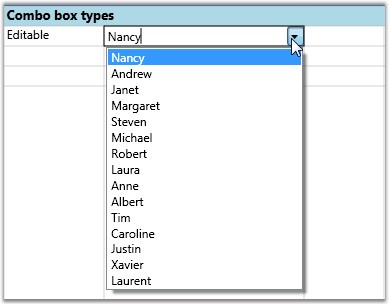 Combo box types
Editable Nancy
Nancy
Andrew
Janet
Margaret
Steven
Michael
Robert
Laura
Anne
Albert
Tim
Caroline
Justin
Xavier
Laurent